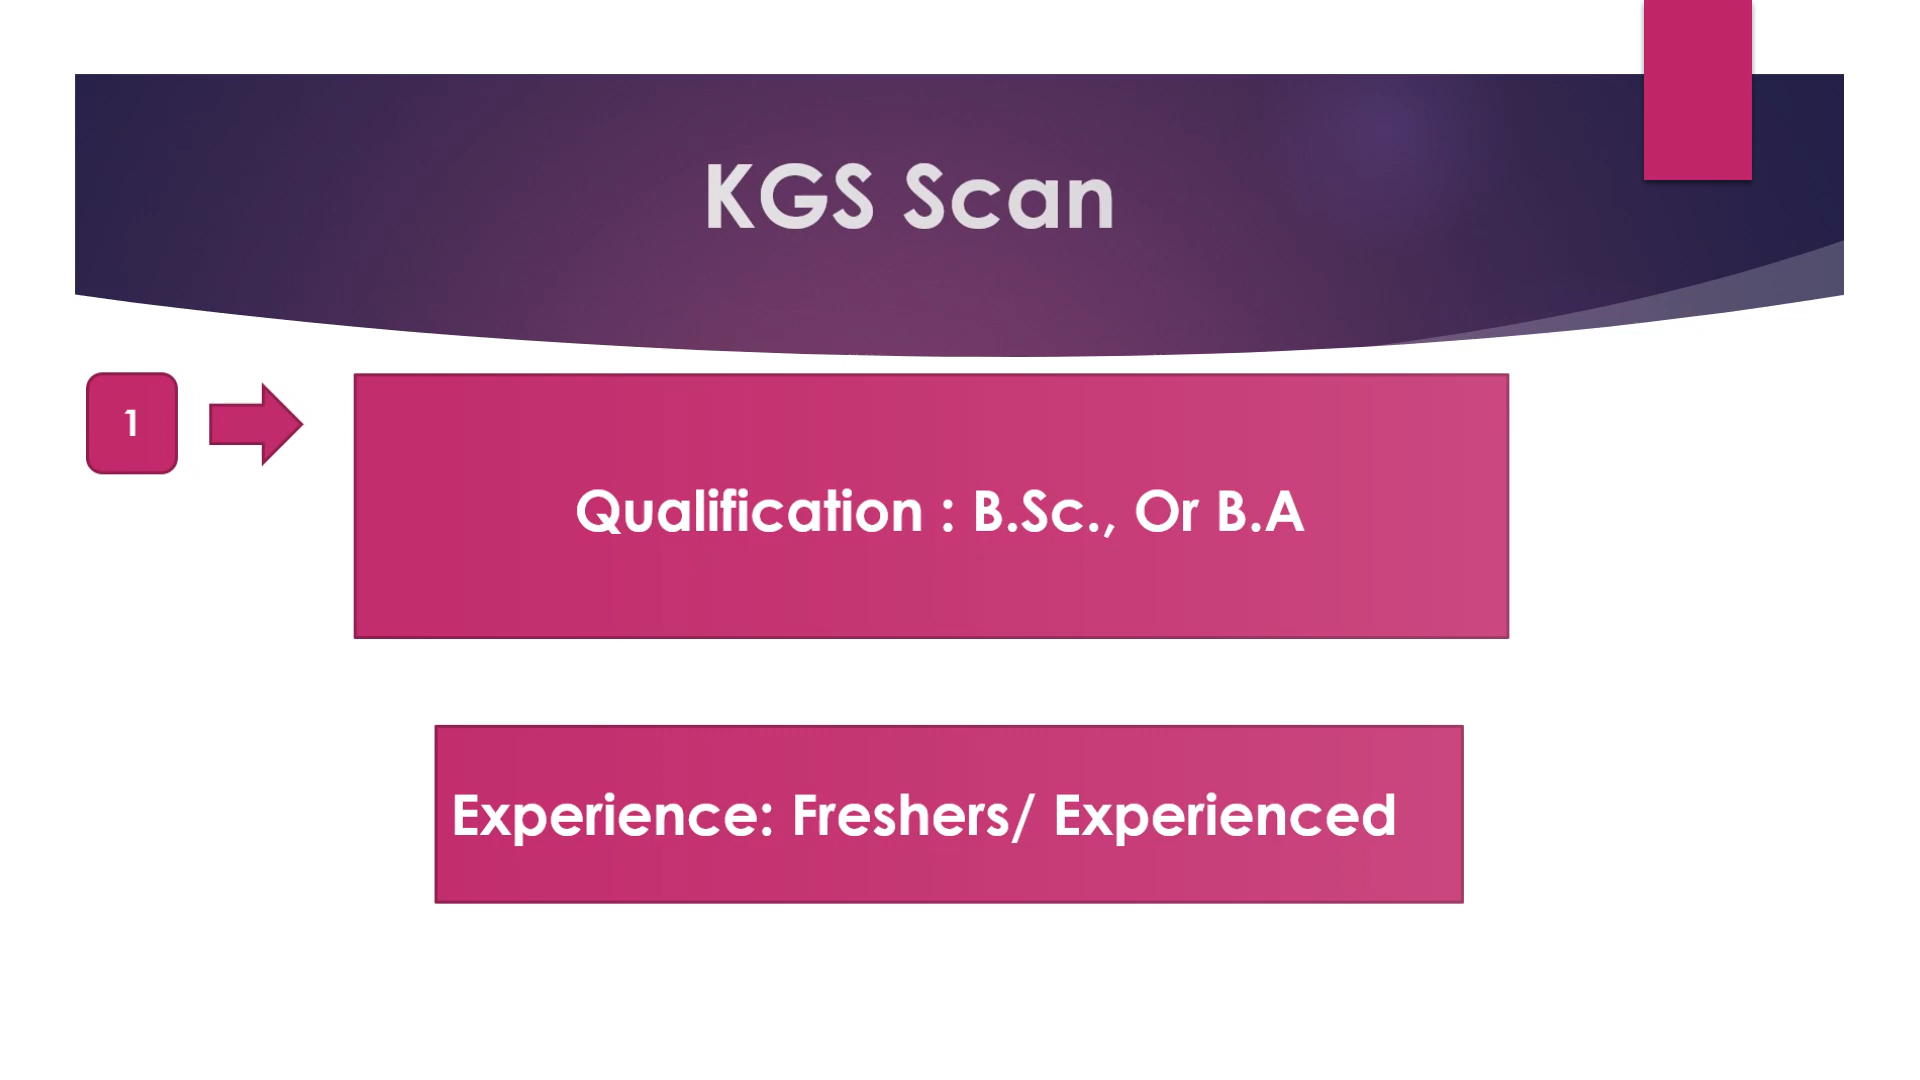 KGS Scan
1
Qualification : B.Sc., Or B.A
Experience: Freshers/ Experienced